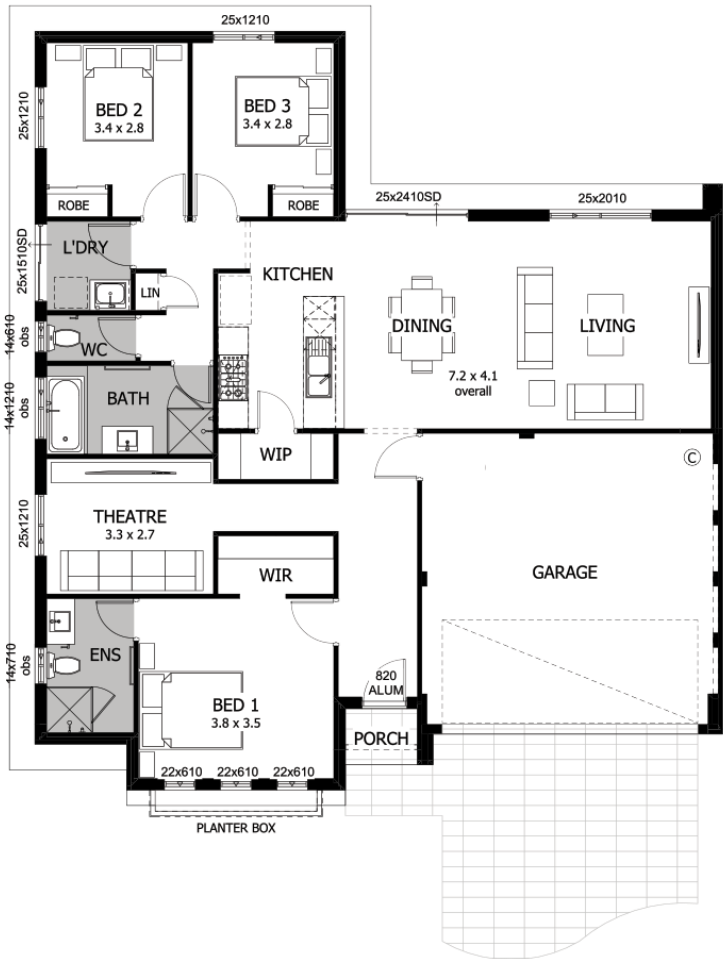 25x1210
BED 2
3.4 x 2.8
BED 3
3.4 x 2.8
25x1210
ROBE
ROBE
25x2410SD
25x2010
25x1510SD
L'DRY
LIN
KITCHEN
DINING
LIVING
14x610
obs
WC
7.2 x 4.1
overall
14x1210
obs
BATH
WIP
C
25x1210
THEATRE
3.3 x 2.7
WIR
GARAGE
14x710
obs
ENS
BED 1
3.8 x 3.5
820
ALUM
PORCH
22x610
22x610
22x610
PLANTER BOX